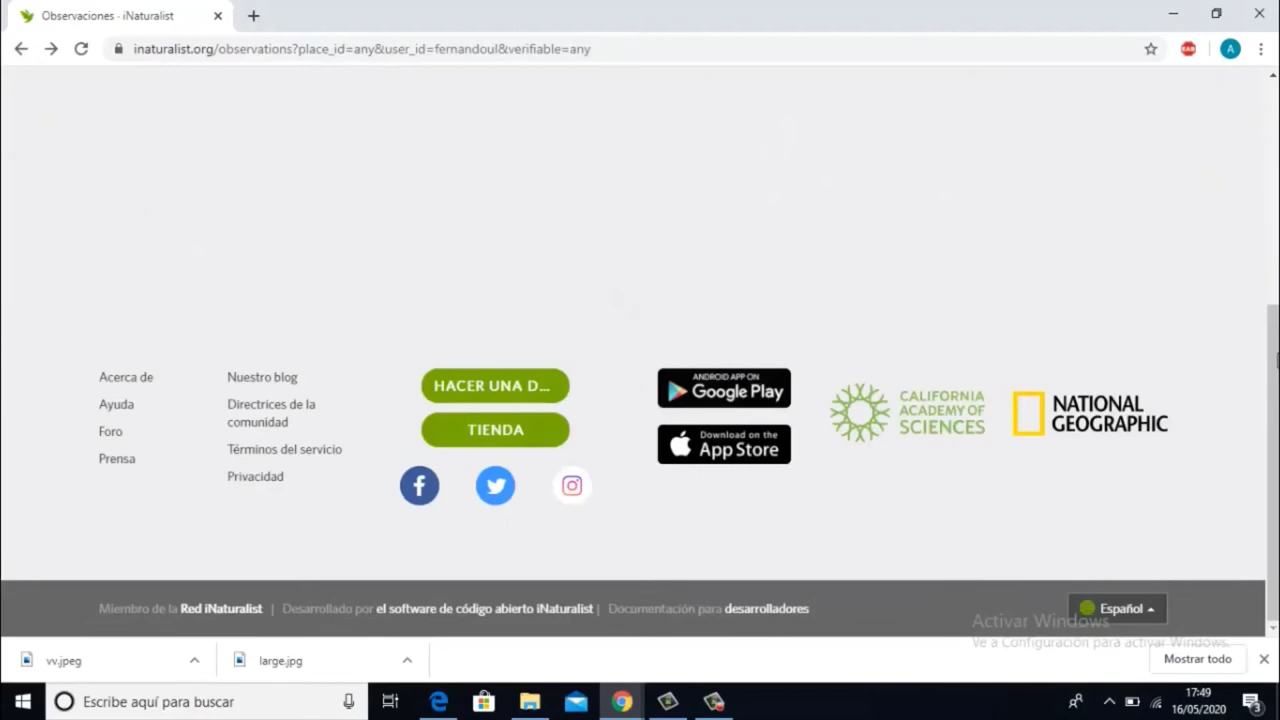 Observaciones · iNaturalist
inaturalist.org/observations?place_id=any&user_id=fernandoul&verifiable=any
A
Acerca de
Ayuda
Foro
Prensa
Nuestro blog
Directrices de la
comunidad
Términos del servicio
Privacidad
HACER UNA D...
TIENDA
ANDROID APP ON
Google Play
Download on the
App Store
CALIFORNIA
ACADEMY OF
SCIENCES
NATIONAL
GEOGRAPHIC
Miembro de la Red iNaturalist | Desarrollado por el software de código abierto iNaturalist | Documentación para desarrolladores
Español
Activar Windows
Ve a Configuración para activar Windows.
vv.jpeg
large.jpg
Mostrar todo
Escribe aquí para buscar
17:49
16/05/2020
3